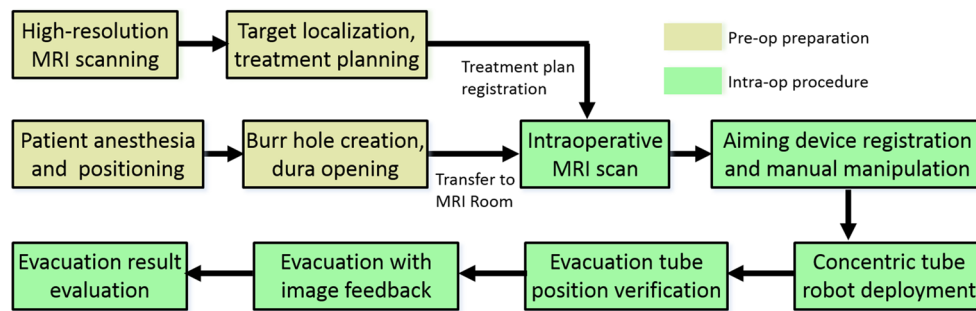 High-resolution
MRI scanning
Target localization,
treatment planning
Pre-op preparation
Treatment plan
registration
Intra-op procedure
Patient anesthesia
and positioning
Burr hole creation,
dura opening
Transfer to
MRI Room
Intraoperative
MRI scan
Aiming device registration
and manual manipulation
Evacuation result
evaluation
Evacuation with
image feedback
Evacuation tube
position verification
Concentric tube
robot deployment